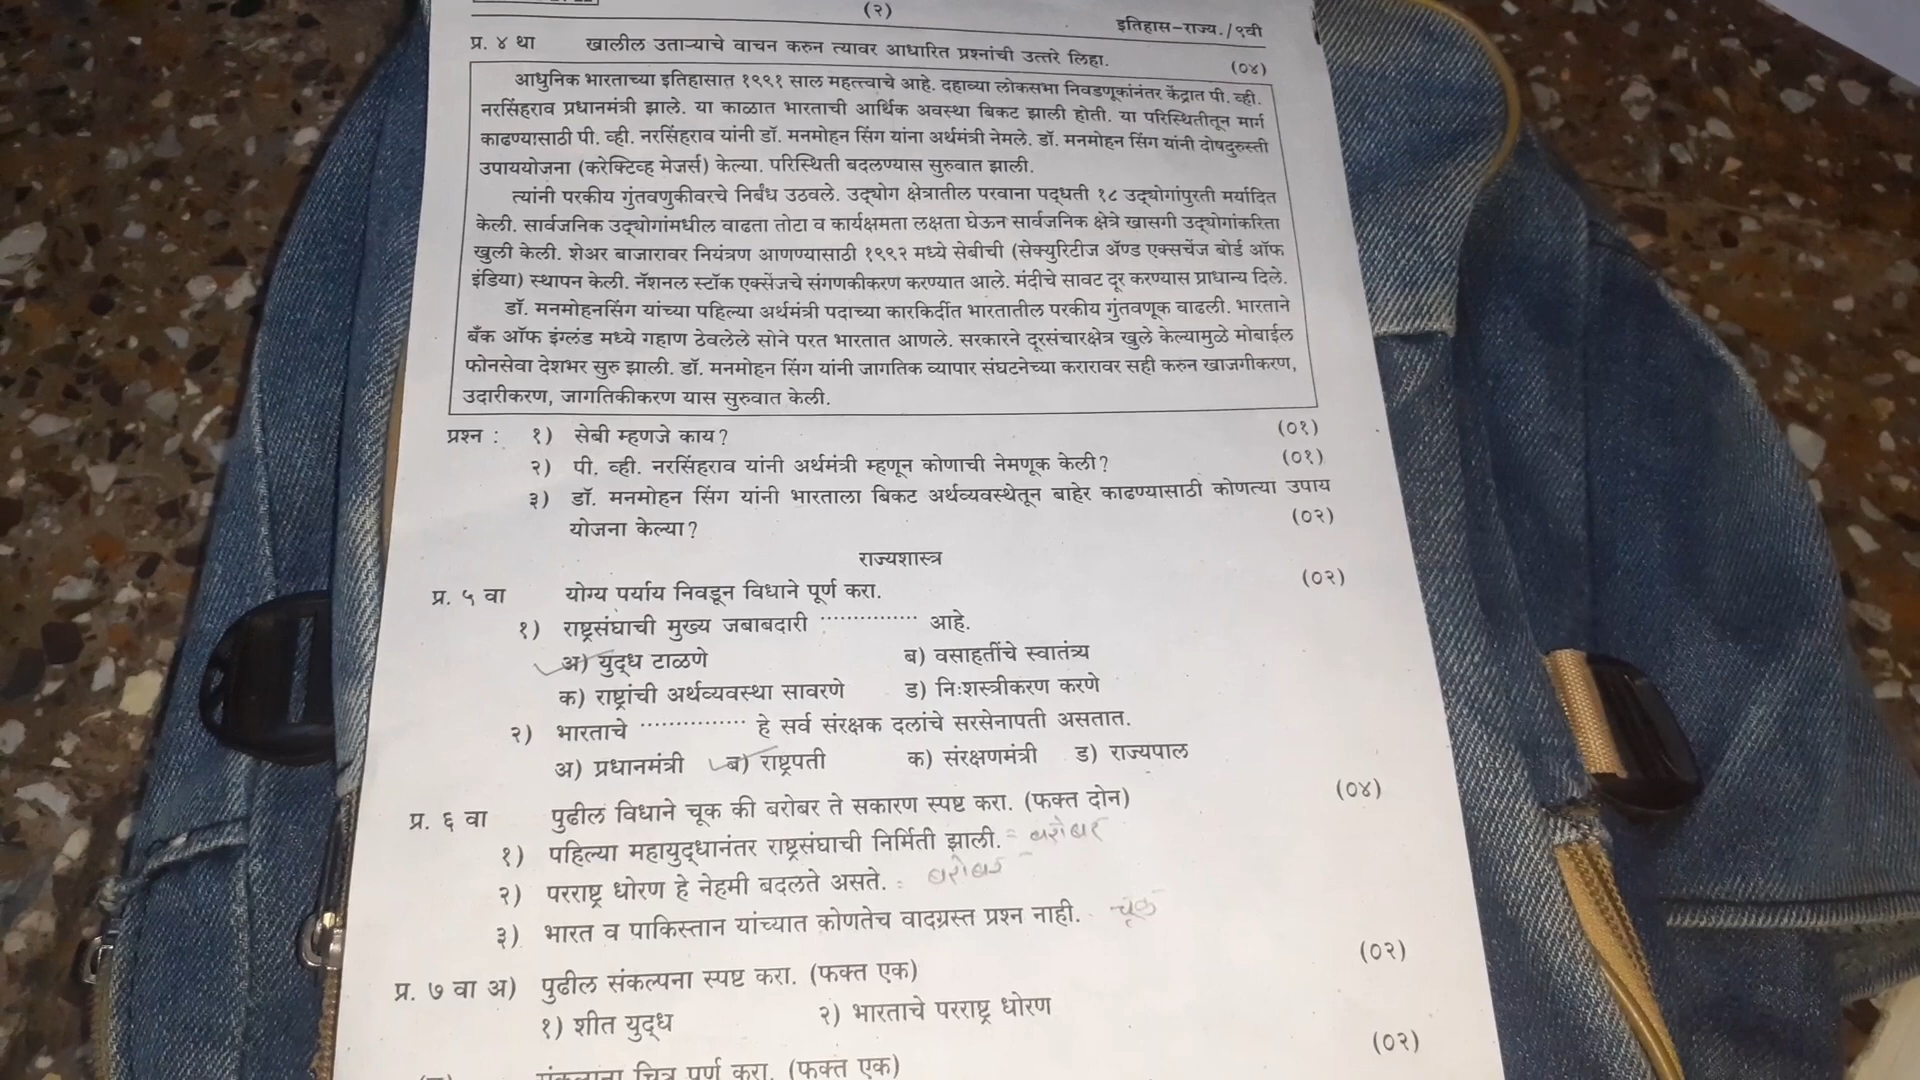 (२)
इतिहास-राज्य./९वी
प्र. ४ था खालील उताऱ्याचे वाचन करुन त्यावर आधारित प्रश्नांची उत्तरे लिहा. (०४)
आधुनिक भारताच्या इतिहासात १९९१ साल महत्त्वाचे आहे. दहाव्या लोकसभा निवडणूकांनंतर केंद्रात पी. व्ही.
नरसिंहराव प्रधानमंत्री झाले. या काळात भारताची आर्थिक अवस्था बिकट झाली होती. या परिस्थितीतून मार्ग
काढण्यासाठी पी. व्ही. नरसिंहराव यांनी डॉ. मनमोहन सिंग यांना अर्थमंत्री नेमले. डॉ. मनमोहन सिंग यांनी दोषदुरुस्ती
उपाययोजना (करेक्टिव्ह मेजर्स) केल्या. परिस्थिती बदलण्यास सुरुवात झाली.
त्यांनी परकीय गुंतवणुकीवरचे निर्बंध उठवले. उद्योग क्षेत्रातील परवाना पद्धती १८ उद्योगांपुरती मर्यादित
केली. सार्वजनिक उद्योगांमधील वाढता तोटा व कार्यक्षमता लक्षता घेऊन सार्वजनिक क्षेत्रे खासगी उद्योगांकरिता
खुली केली. शेअर बाजारावर नियंत्रण आणण्यासाठी १९९२ मध्ये सेबीची (सेक्युरिटीज अ‍ॅण्ड एक्सचेंज बोर्ड ऑफ
इंडिया) स्थापन केली. नॅशनल स्टॉक एक्सेंजचे संगणकीकरण करण्यात आले. मंदीचे सावट दूर करण्यास प्राधान्य दिले.
डॉ. मनमोहनसिंग यांच्या पहिल्या अर्थमंत्री पदाच्या कारकिर्दीत भारतातील परकीय गुंतवणूक वाढली. भारताने
बँक ऑफ इंग्लंड मध्ये गहाण ठेवलेले सोने परत भारतात आणले. सरकारने दूरसंचारक्षेत्र खुले केल्यामुळे मोबाईल
फोनसेवा देशभर सुरु झाली. डॉ. मनमोहन सिंग यांनी जागतिक व्यापार संघटनेच्या करारावर सही करुन खाजगीकरण,
उदारीकरण, जागतिकीकरण यास सुरुवात केली.
प्रश्न : १) सेबी म्हणजे काय? (०१)
२) पी. व्ही. नरसिंहराव यांनी अर्थमंत्री म्हणून कोणाची नेमणूक केली? (०१)
३) डॉ. मनमोहन सिंग यांनी भारताला बिकट अर्थव्यवस्थेतून बाहेर काढण्यासाठी कोणत्या उपाय
योजना केल्या? (०२)
राज्यशास्त्र
प्र. ५ वा योग्य पर्याय निवडून विधाने पूर्ण करा. (०२)
१) राष्ट्रसंघाची मुख्य जबाबदारी ............... आहे.
अ) युद्ध टाळणे ब) वसाहतींचे स्वातंत्र्य
क) राष्ट्रांची अर्थव्यवस्था सावरणे ड) निःशस्त्रीकरण करणे
२) भारताचे ............... हे सर्व संरक्षक दलांचे सरसेनापती असतात.
अ) प्रधानमंत्री ब) राष्ट्रपती क) संरक्षणमंत्री ड) राज्यपाल
प्र. ६ वा पुढील विधाने चूक की बरोबर ते सकारण स्पष्ट करा. (फक्त दोन) (०४)
१) पहिल्या महायुद्धानंतर राष्ट्रसंघाची निर्मिती झाली. = बरोबर
२) परराष्ट्र धोरण हे नेहमी बदलते असते. : बरोबर
३) भारत व पाकिस्तान यांच्यात कोणतेच वादग्रस्त प्रश्न नाही. चूक
प्र. ७ वा अ) पुढील संकल्पना स्पष्ट करा. (फक्त एक) (०२)
१) शीत युद्ध २) भारताचे परराष्ट्र धोरण
संकल्पना चित्र पूर्ण करा. (फक्त एक) (०२)